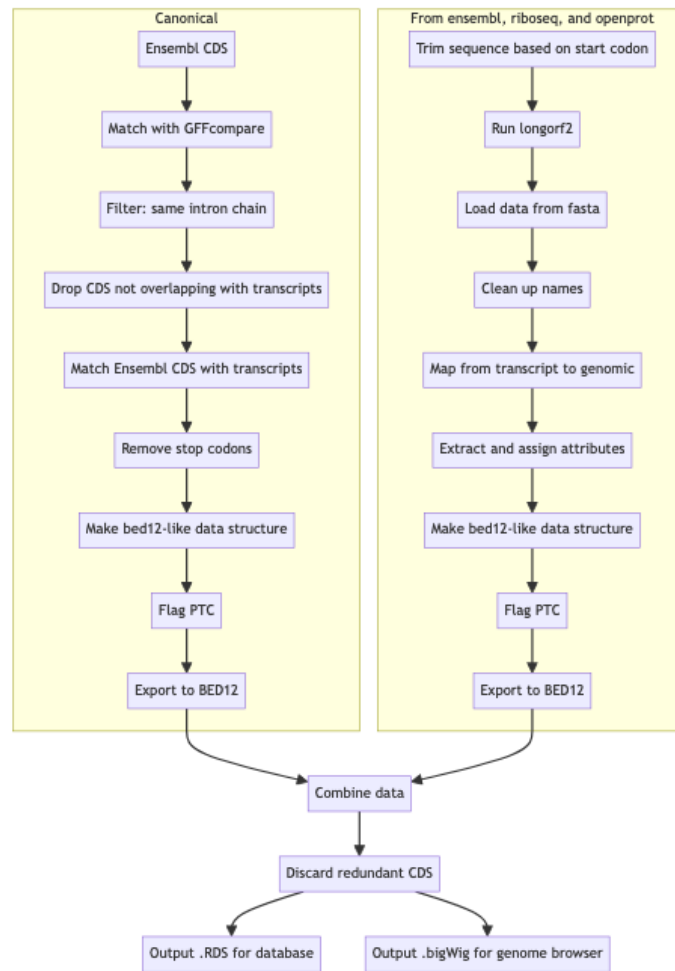 Canonical
Ensembl CDS
Match with GFFcompare
Filter: same intron chain
Drop CDS not overlapping with transcripts
Match Ensembl CDS with transcripts
Remove stop codons
Make bed12-like data structure
Flag PTC
Export to BED12
From ensembl, riboseq, and openprot
Trim sequence based on start codon
Run longorf2
Load data from fasta
Clean up names
Map from transcript to genomic
Extract and assign attributes
Make bed12-like data structure
Flag PTC
Export to BED12
Combine data
Discard redundant CDS
Output .RDS for database
Output .bigWig for genome browser